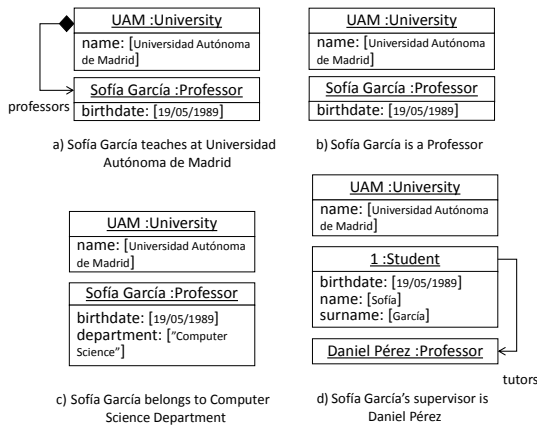 UAM :University
name: [Universidad Autónoma
de Madrid]
Sofía García :Professor
birthdate: [19/05/1989]
professors
a) Sofía García teaches at Universidad
Autónoma de Madrid
UAM :University
name: [Universidad Autónoma
de Madrid]
Sofía García :Professor
birthdate: [19/05/1989]
b) Sofía García is a Professor
UAM :University
name: [Universidad Autónoma
de Madrid]
Sofía García :Professor
birthdate: [19/05/1989]
department: ["Computer
Science"]
c) Sofía García belongs to Computer
Science Department
UAM :University
name: [Universidad Autónoma
de Madrid]
1 :Student
birthdate: [19/05/1989]
name: [Sofía]
surname: [García]
Daniel Pérez :Professor
tutors
d) Sofía García's supervisor is
Daniel Pérez